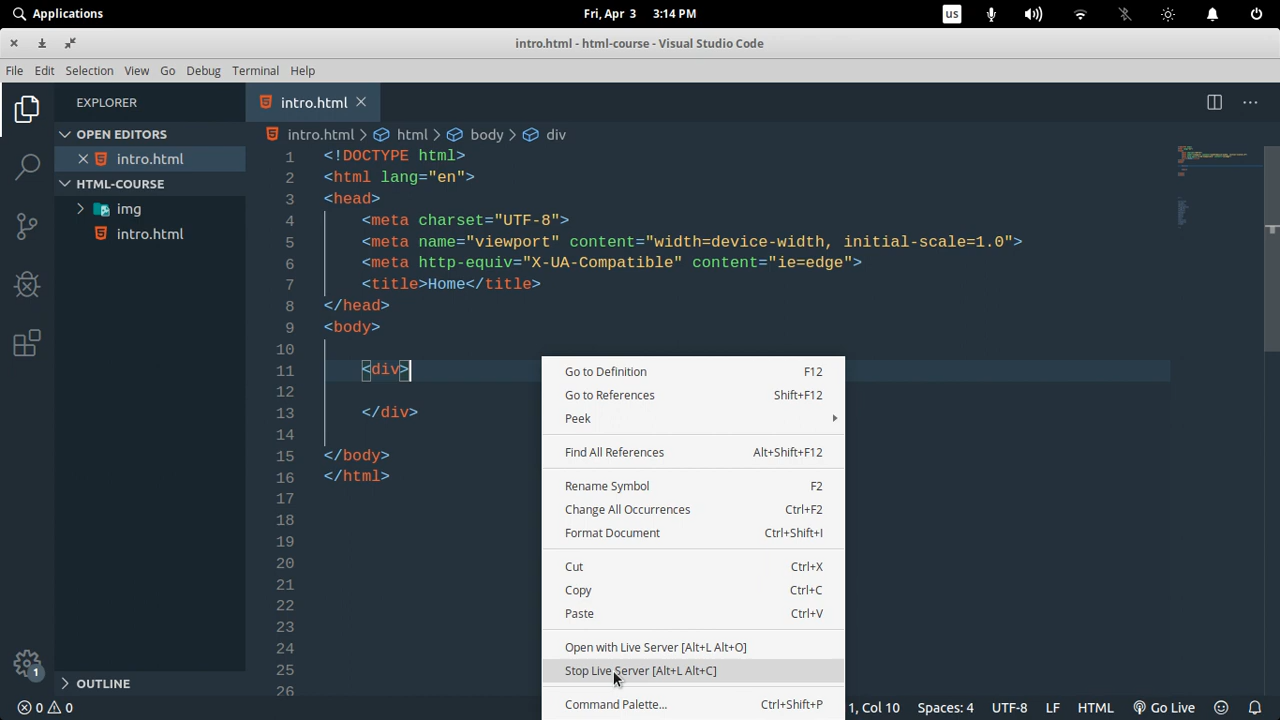 Applications
Fri, Apr 3 3:14 PM
us
intro.html - html-course - Visual Studio Code
File Edit Selection View Go Debug Terminal Help
EXPLORER
OPEN EDITORS
intro.html
HTML-COURSE
img
intro.html
OUTLINE
1
intro.html
intro.html > html > body > div
1 <!DOCTYPE html>
2 <html lang="en">
3 <head>
4 <meta charset="UTF-8">
5 <meta name="viewport" content="width=device-width, initial-scale=1.0">
6 <meta http-equiv="X-UA-Compatible" content="ie=edge">
7 <title>Home</title>
8 </head>
9 <body>
10
11 <div>
12
13 </div>
14
15 </body>
16 </html>
17
18
19
20
21
22
23
24
25
26
Go to Definition F12
Go to References Shift+F12
Peek
Find All References Alt+Shift+F12
Rename Symbol F2
Change All Occurrences Ctrl+F2
Format Document Ctrl+Shift+I
Cut Ctrl+X
Copy Ctrl+C
Paste Ctrl+V
Open with Live Server [Alt+L Alt+O]
Stop Live Server [Alt+L Alt+C]
Command Palette... Ctrl+Shift+P
0 0
1, Col 10 Spaces: 4 UTF-8 LF HTML Go Live